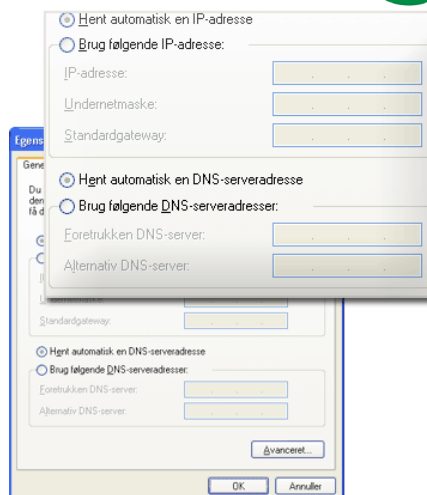 Hent automatisk en IP-adresse
Brug følgende IP-adresse:
IP-adresse:
Undernetmaske:
Standardgateway:
Hent automatisk en DNS-serveradresse
Brug følgende DNS-serveradresser:
Foretrukken DNS-server:
Alternativ DNS-server:
Egens
Gene
Du
den
få d
Standardgateway:
Hent automatisk en DNS-serveradresse
Brug følgende DNS-serveradresser:
Foretrukken DNS-server:
Alternativ DNS-server:
Avanceret...
OK Annuller